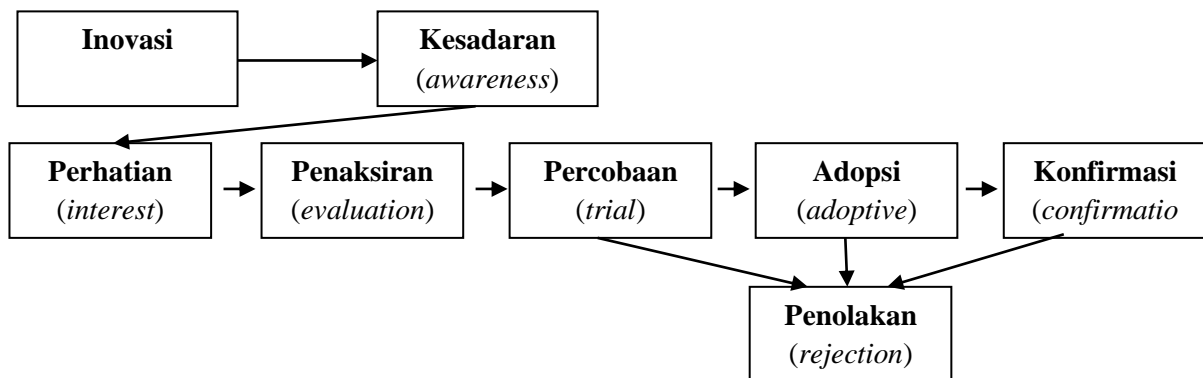 Inovasi
Kesadaran
(awareness)
Perhatian
(interest)
Penaksiran
(evaluation)
Percobaan
(trial)
Adopsi
(adoptive)
Konfirmasi
(confirmatio
Penolakan
(rejection)